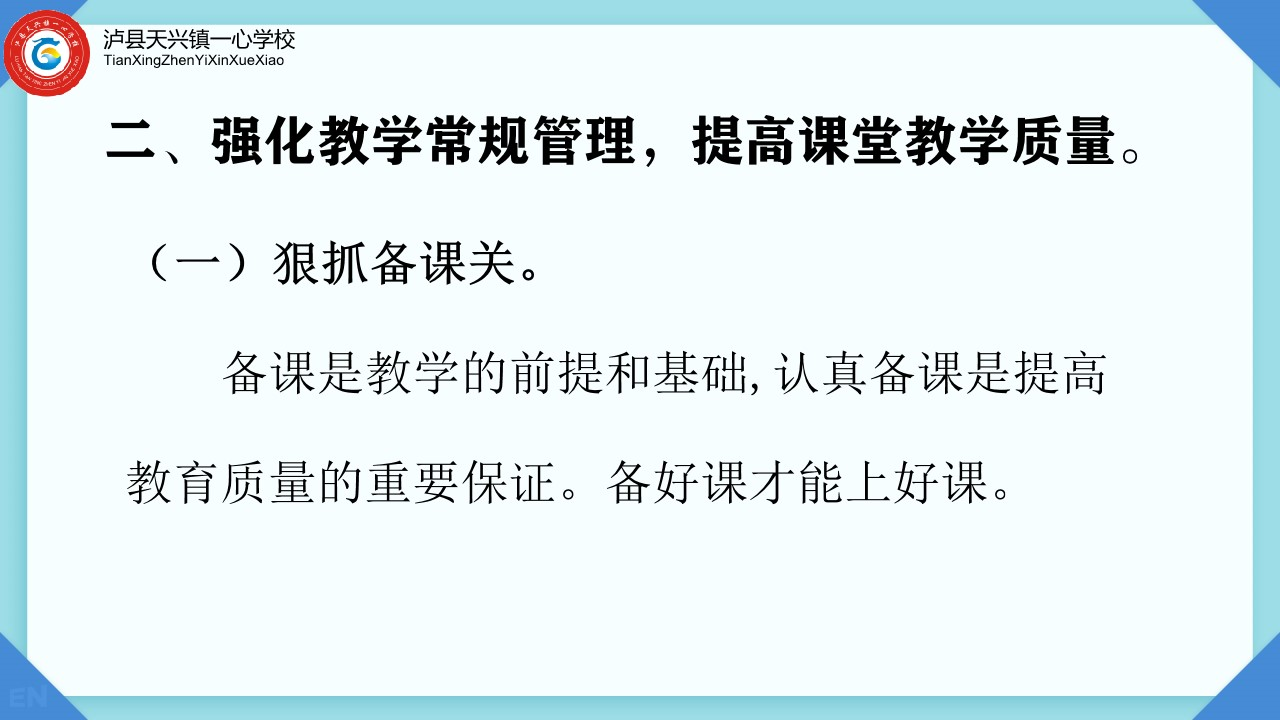 泸县天兴镇一心学校
TianXingZhenYiXinXueXiao
二、强化教学常规管理，提高课堂教学质量。
（一）狠抓备课关。
备课是教学的前提和基础,认真备课是提高
教育质量的重要保证。备好课才能上好课。
EN